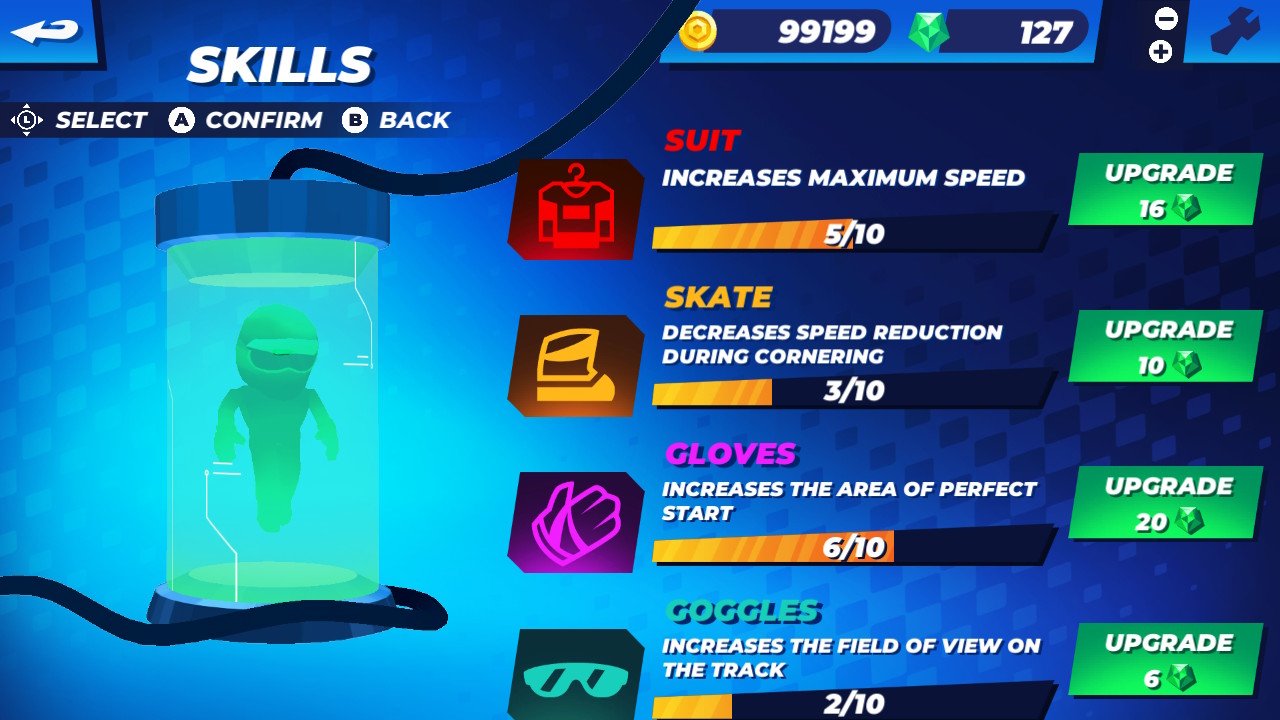 SKILLS
99199
127
L SELECT A CONFIRM B BACK
SUIT
INCREASES MAXIMUM SPEED
5/10
UPGRADE
16
SKATE
DECREASES SPEED REDUCTION
DURING CORNERING
3/10
UPGRADE
10
GLOVES
INCREASES THE AREA OF PERFECT
START
6/10
UPGRADE
20
GOGGLES
INCREASES THE FIELD OF VIEW ON
THE TRACK
2/10
UPGRADE
6